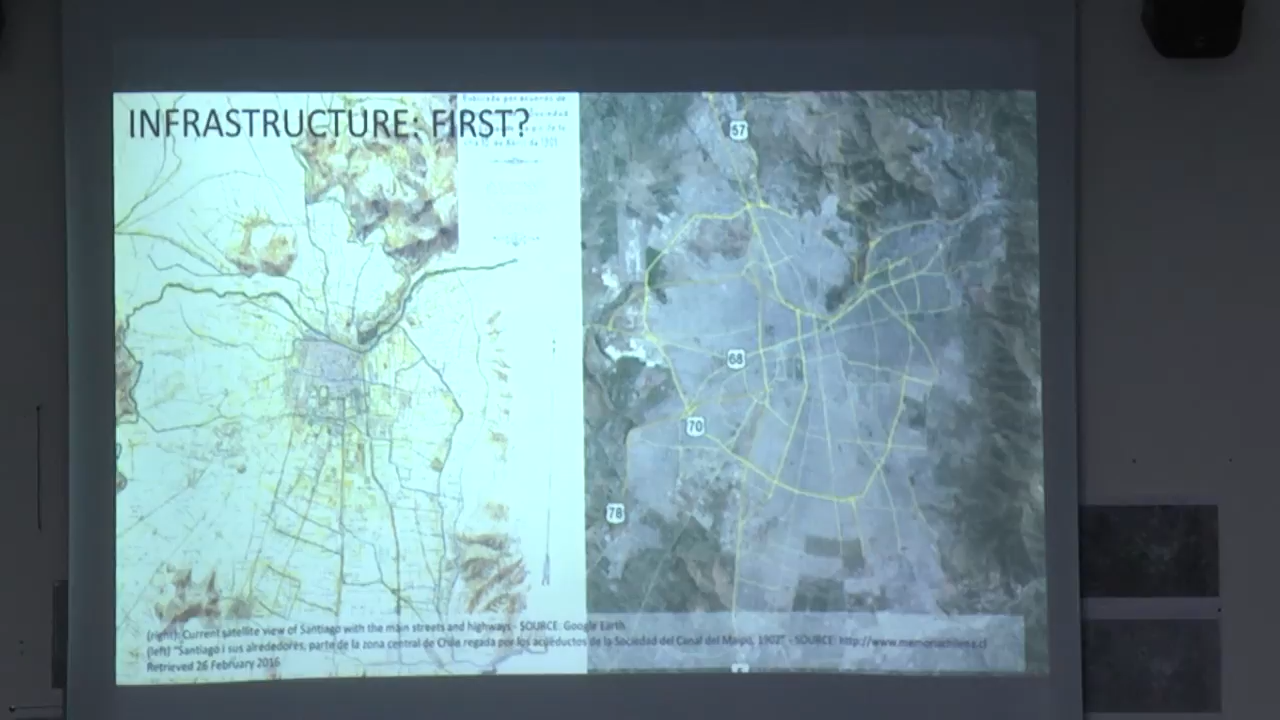 INFRASTRUCTURE: FIRST?
57
68
70
78
(right): Current satellite view of Santiago with the main streets and highways - SOURCE: Google Earth
(left) "Santiago i sus alrededores, parte de la zona central de Chile regada por los acueductos de la Sociedad del Canal del Maipo, 1902" - SOURCE: http://www.memoriachilena.cl
Retrieved 26 February 2016